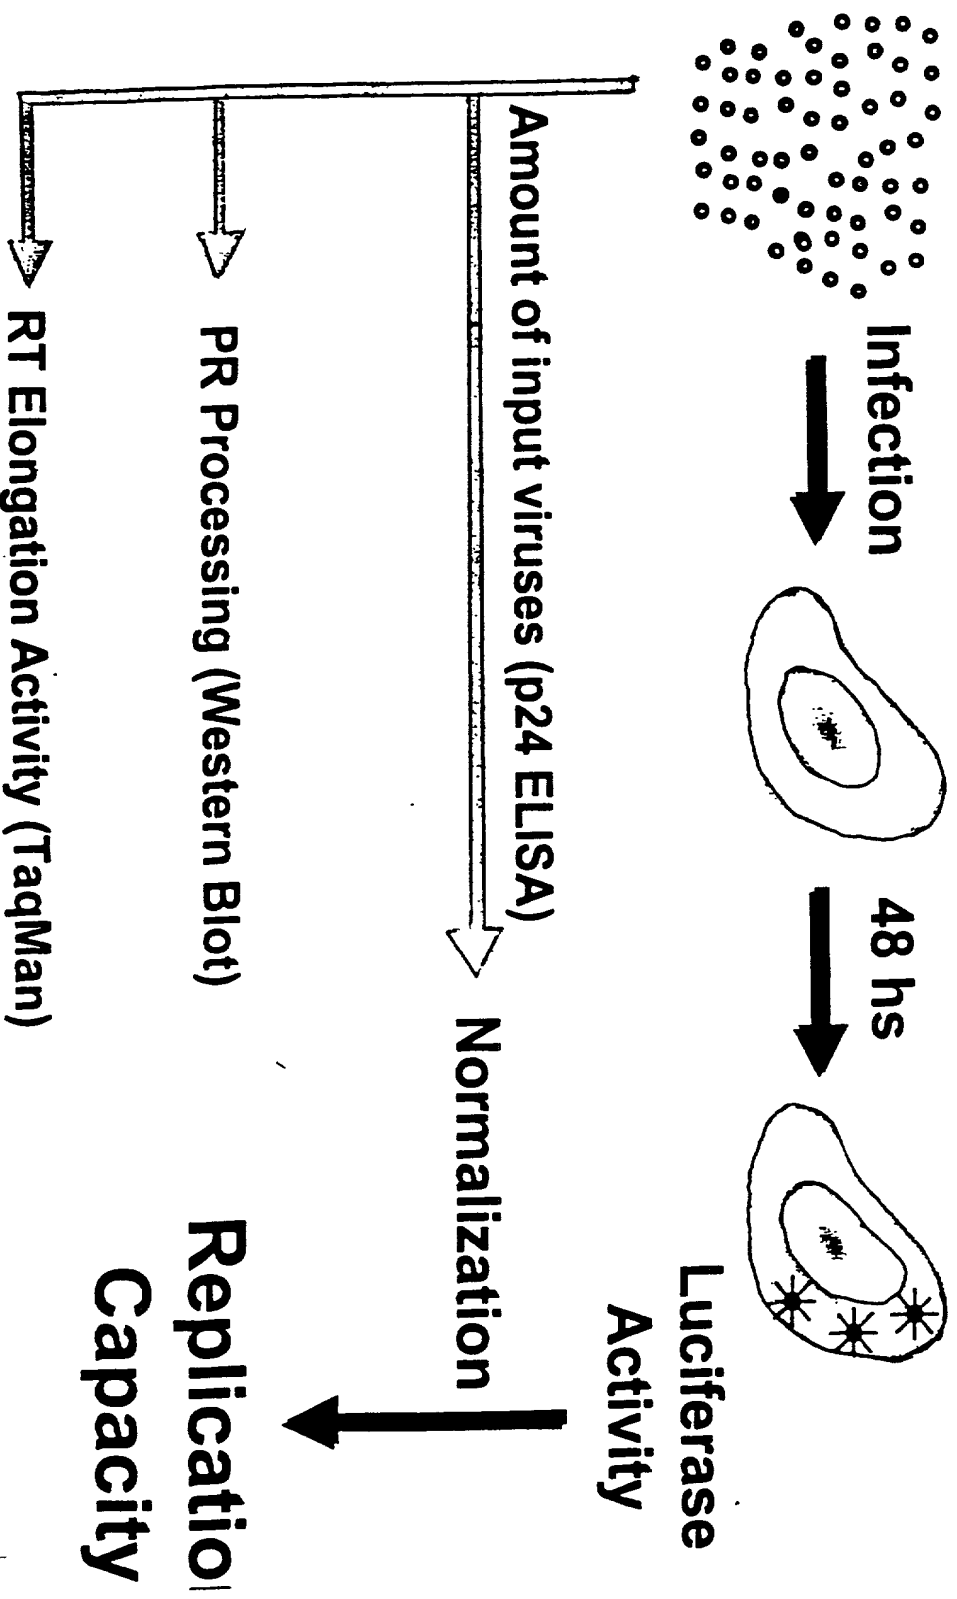 Infection
48 hs
Luciferase
Activity
Amount of input viruses (p24 ELISA)
Normalization
PR Processing (Western Blot)
Replicatio
Capacity
RT Elongation Activity (TaqMan)